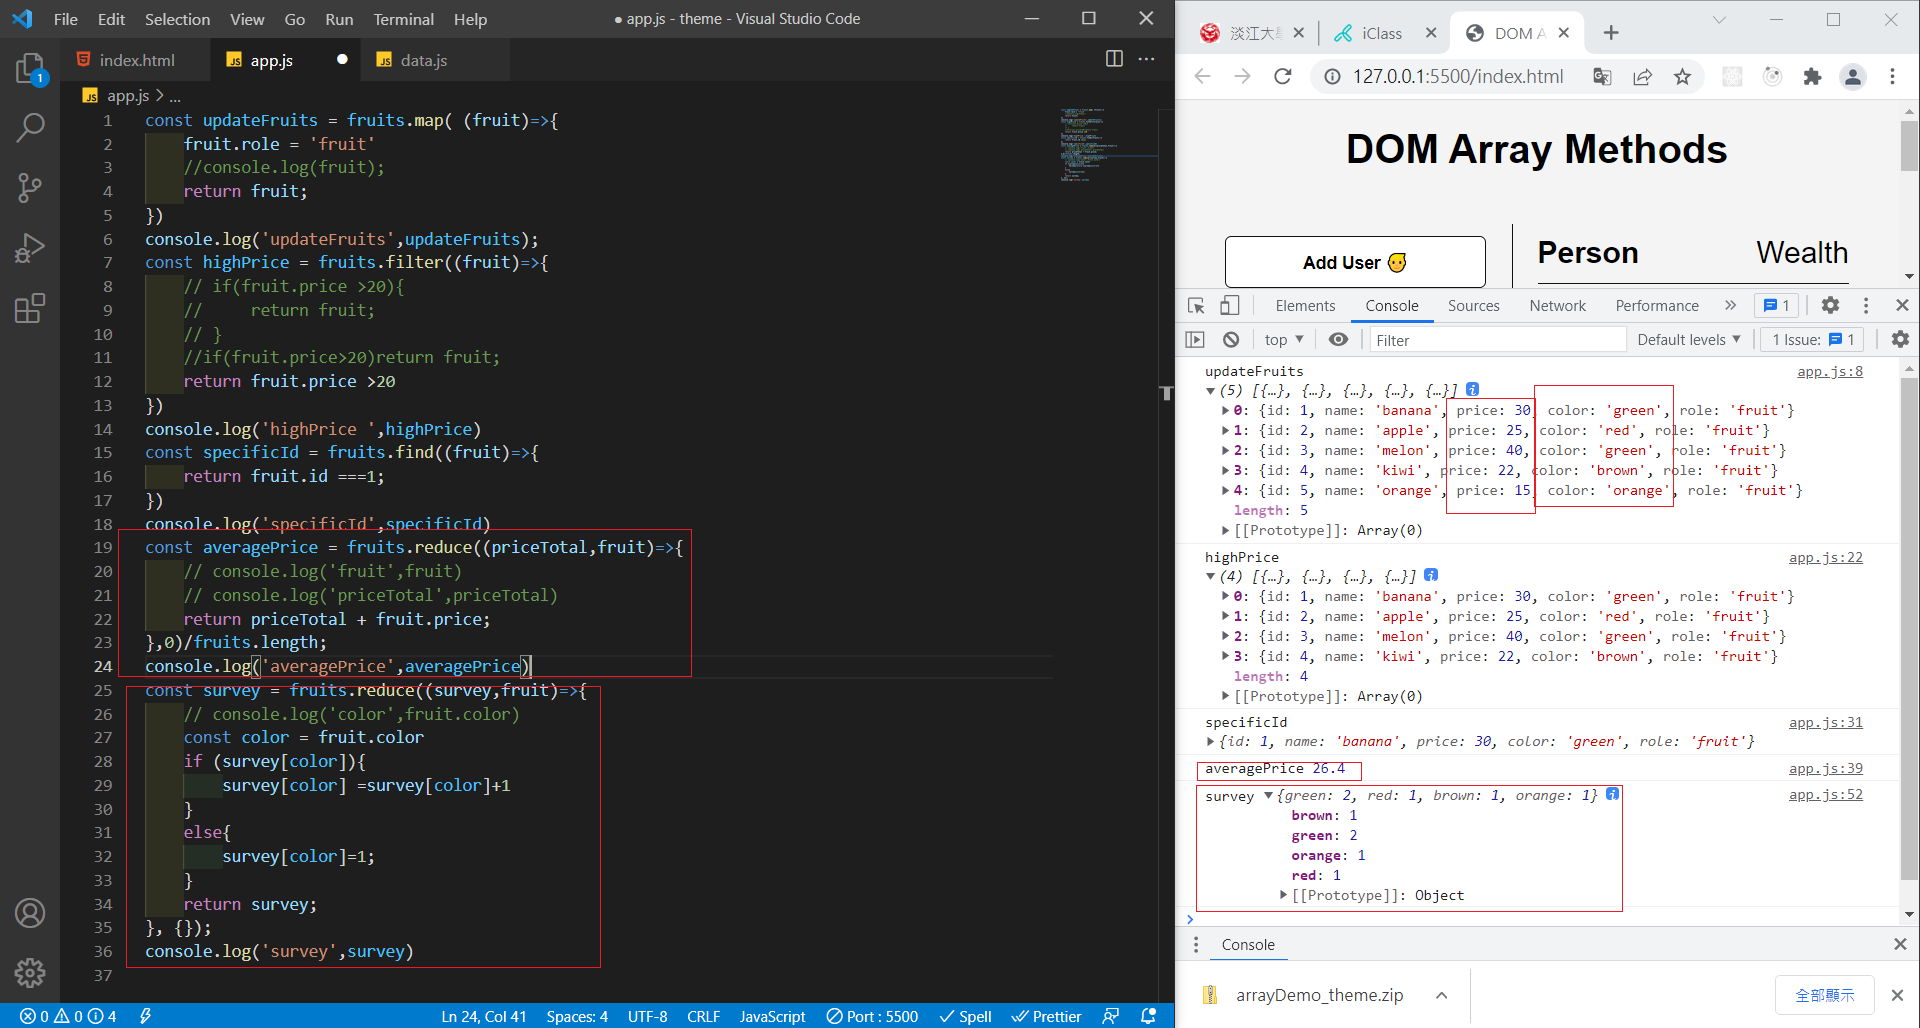 File Edit Selection View Go Run Terminal Help
● app.js - theme - Visual Studio Code
index.html
app.js
data.js
app.js > ...
1 const updateFruits = fruits.map( (fruit)=>{
2 fruit.role = 'fruit'
3 //console.log(fruit);
4 return fruit;
5 })
6 console.log('updateFruits',updateFruits);
7 const highPrice = fruits.filter((fruit)=>{
8 // if(fruit.price >20){
9 //     return fruit;
10 // }
11 //if(fruit.price>20)return fruit;
12 return fruit.price >20
13 })
14 console.log('highPrice ',highPrice)
15 const specificId = fruits.find((fruit)=>{
16 return fruit.id ===1;
17 })
18 console.log('specificId',specificId)
19 const averagePrice = fruits.reduce((priceTotal,fruit)=>{
20 // console.log('fruit',fruit)
21 // console.log('priceTotal',priceTotal)
22 return priceTotal + fruit.price;
23 },0)/fruits.length;
24 console.log('averagePrice',averagePrice)
25 const survey = fruits.reduce((survey,fruit)=>{
26 // console.log('color',fruit.color)
27 const color = fruit.color
28 if (survey[color]){
29 survey[color] =survey[color]+1
30 }
31 else{
32 survey[color]=1;
33 }
34 return survey;
35 }, {});
36 console.log('survey',survey)
37
1
0 0 4
Ln 24, Col 41 Spaces: 4 UTF-8 CRLF JavaScript Port : 5500 Spell Prettier
iClass
DOM A
127.0.0.1:5500/index.html
DOM Array Methods
Add User
Person Wealth
Elements Console Sources Network Performance » 1
top Filter Default levels 1 Issue: 1
updateFruits app.js:8
(5) [{…}, {…}, {…}, {…}, {…}]
0: {id: 1, name: 'banana', price: 30, color: 'green', role: 'fruit'}
1: {id: 2, name: 'apple', price: 25, color: 'red', role: 'fruit'}
2: {id: 3, name: 'melon', price: 40, color: 'green', role: 'fruit'}
3: {id: 4, name: 'kiwi', price: 22, color: 'brown', role: 'fruit'}
4: {id: 5, name: 'orange', price: 15, color: 'orange', role: 'fruit'}
length: 5
[[Prototype]]: Array(0)
highPrice app.js:22
(4) [{…}, {…}, {…}, {…}]
0: {id: 1, name: 'banana', price: 30, color: 'green', role: 'fruit'}
1: {id: 2, name: 'apple', price: 25, color: 'red', role: 'fruit'}
2: {id: 3, name: 'melon', price: 40, color: 'green', role: 'fruit'}
3: {id: 4, name: 'kiwi', price: 22, color: 'brown', role: 'fruit'}
length: 4
[[Prototype]]: Array(0)
specificId app.js:31
{id: 1, name: 'banana', price: 30, color: 'green', role: 'fruit'}
averagePrice 26.4 app.js:39
survey {green: 2, red: 1, brown: 1, orange: 1} app.js:52
brown: 1
green: 2
orange: 1
red: 1
[[Prototype]]: Object
Console
arrayDemo_theme.zip
全部顯示